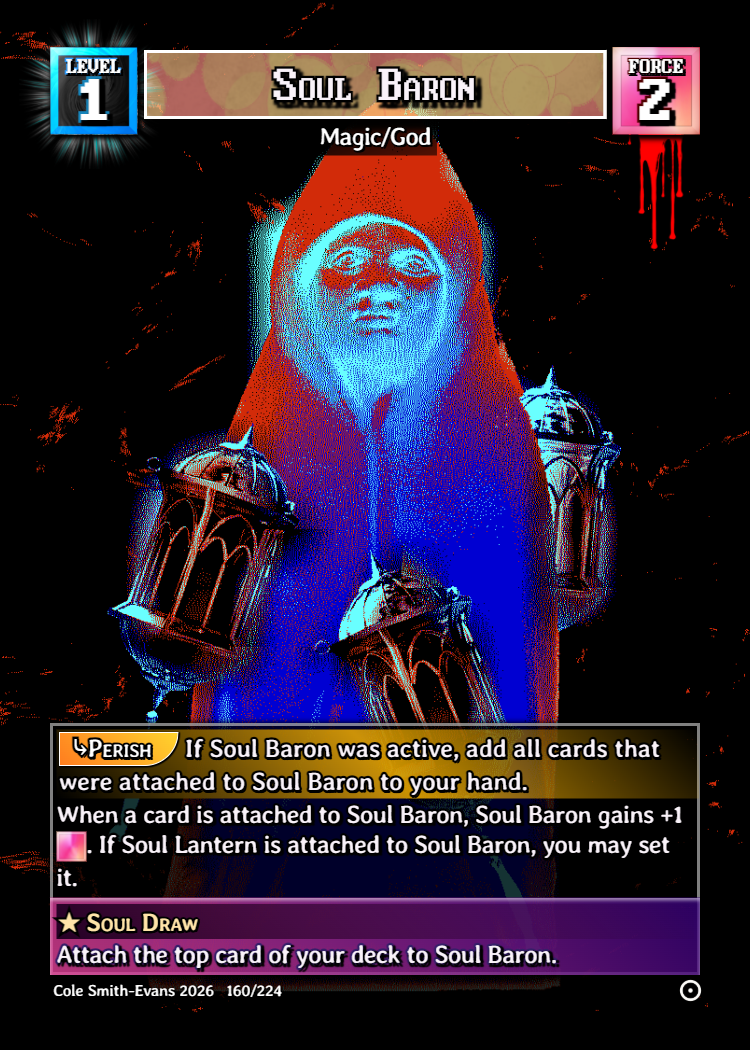 LEVEL
1
Soul Baron
FORCE
2
Magic/God
↳Perish If Soul Baron was active, add all cards that
were attached to Soul Baron to your hand.
When a card is attached to Soul Baron, Soul Baron gains +1
. If Soul Lantern is attached to Soul Baron, you may set
it.
★ Soul Draw
Attach the top card of your deck to Soul Baron.
Cole Smith-Evans 2026 160/224